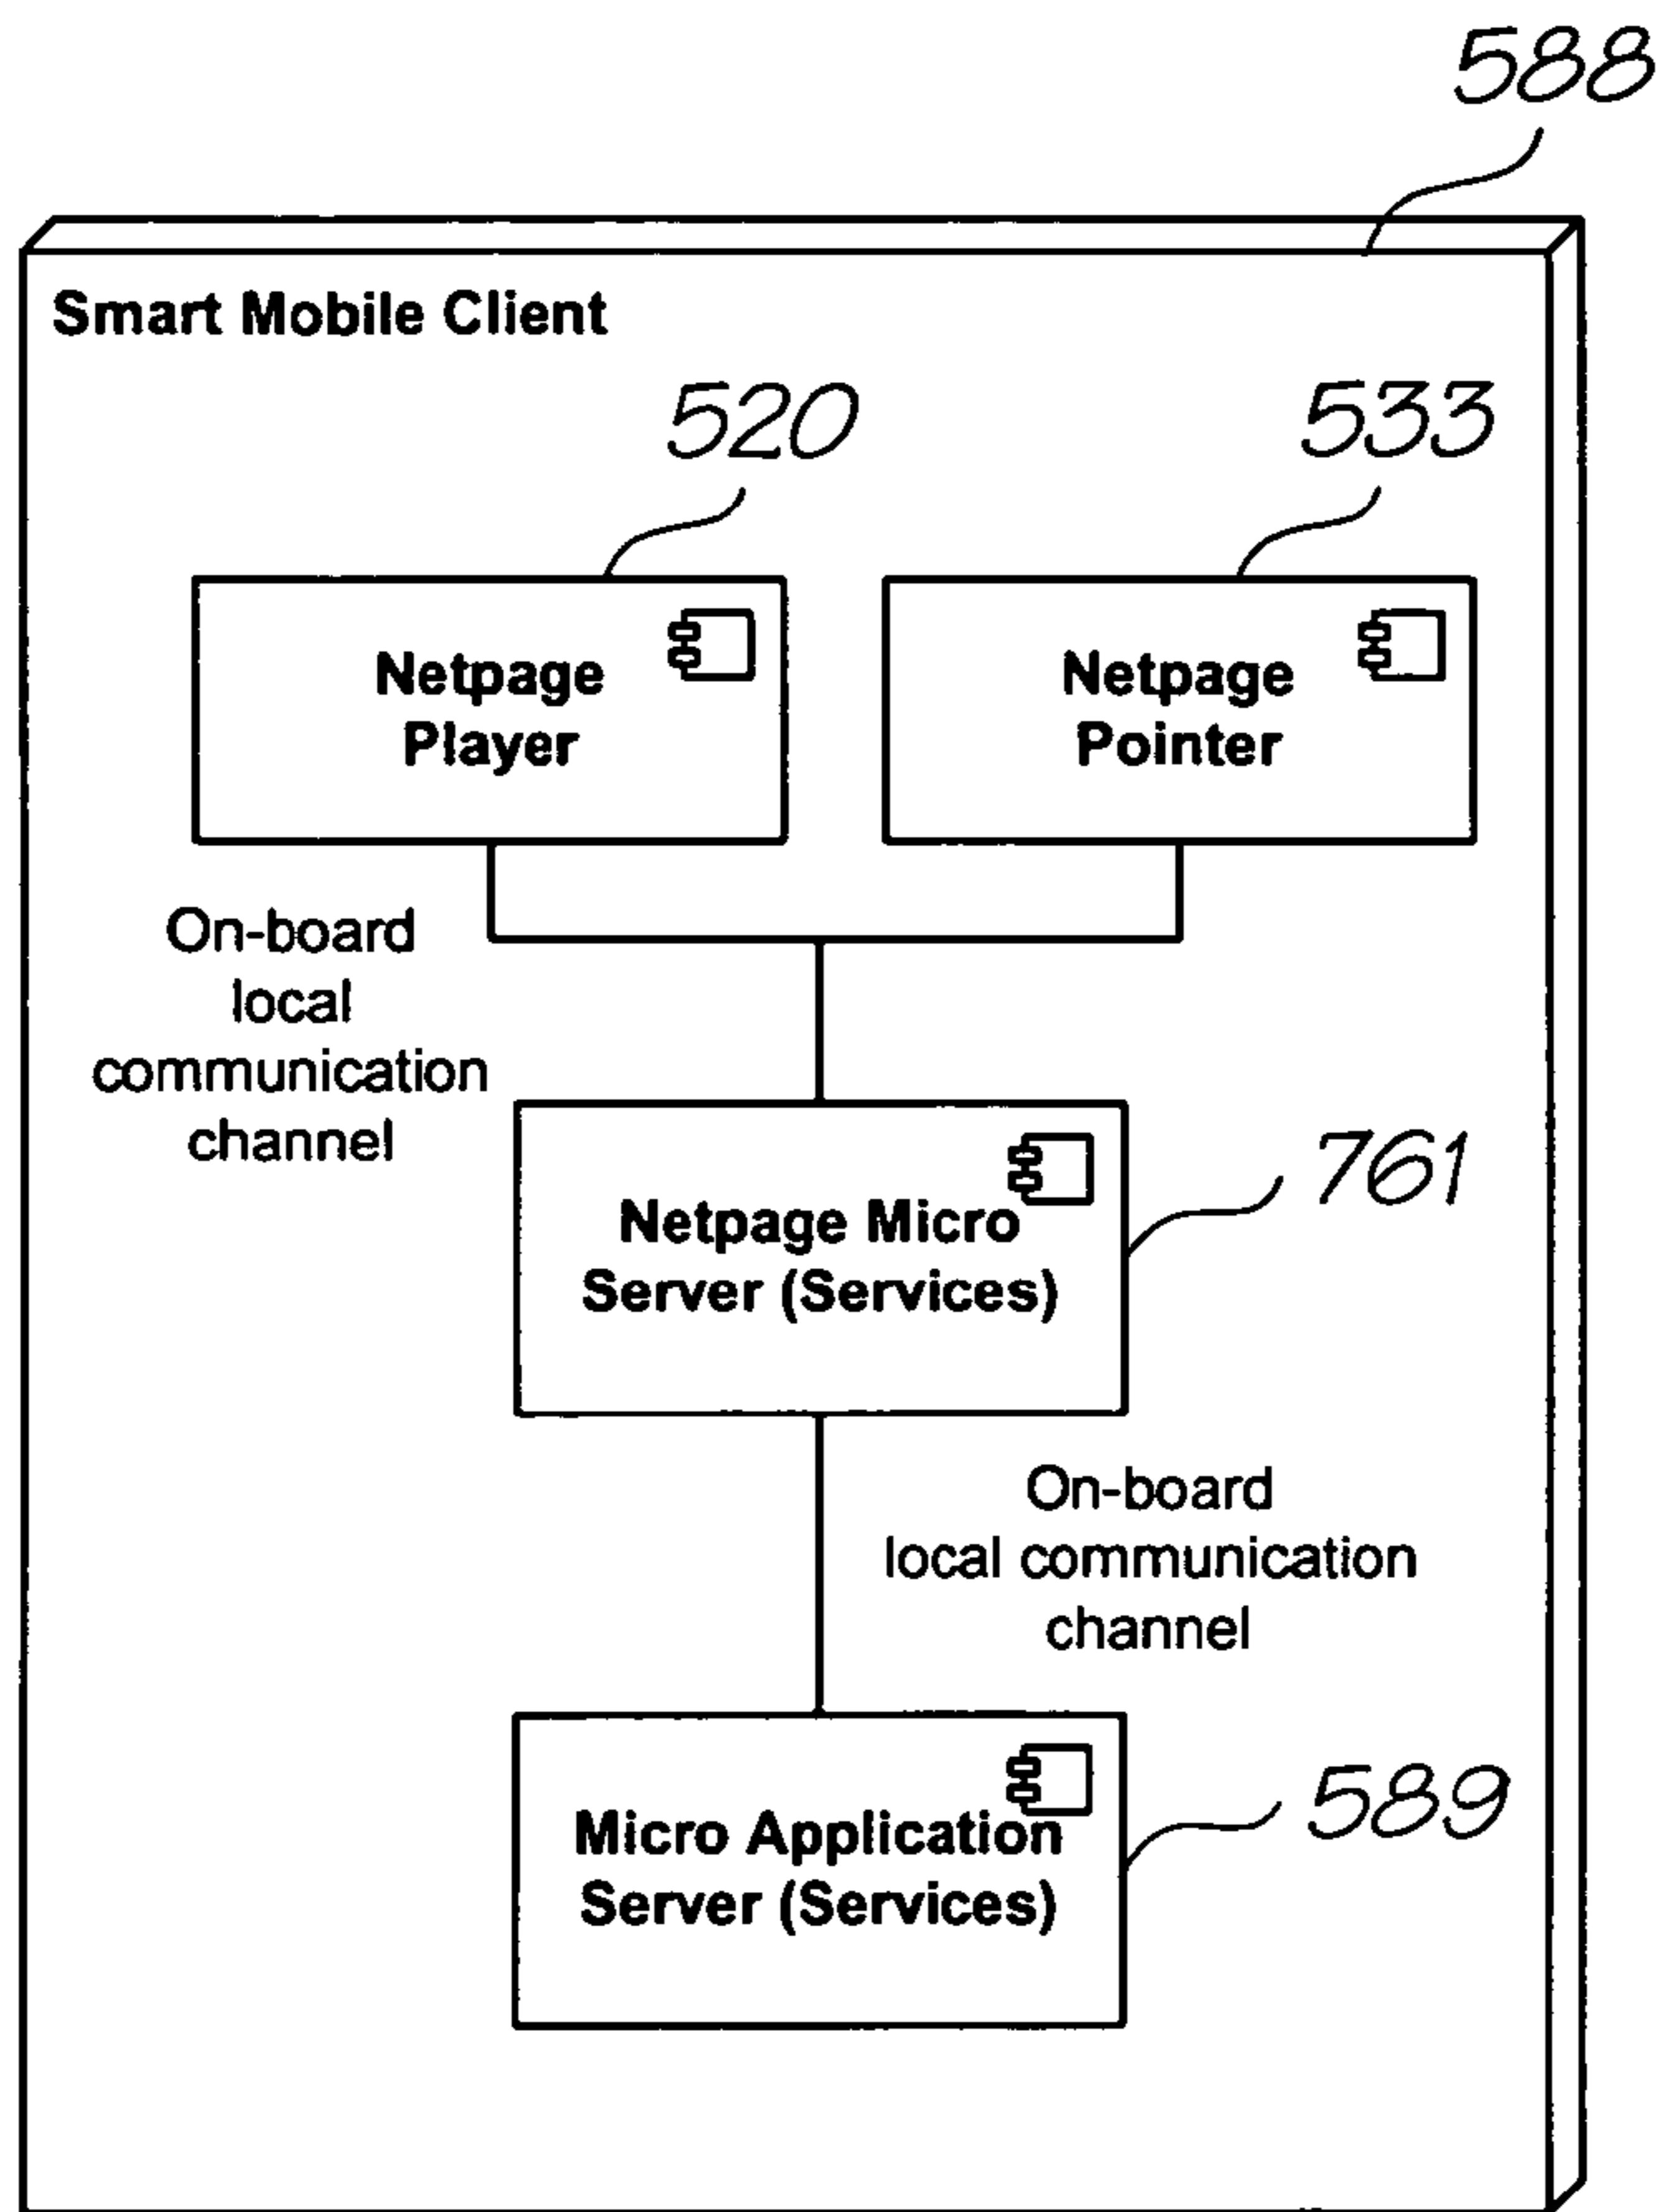 588
Smart Mobile Client
520
533
Netpage
Player
Netpage
Pointer
On-board
local
communication
channel
761
Netpage Micro
Server (Services)
On-board
local communication
channel
589
Micro Application
Server (Services)